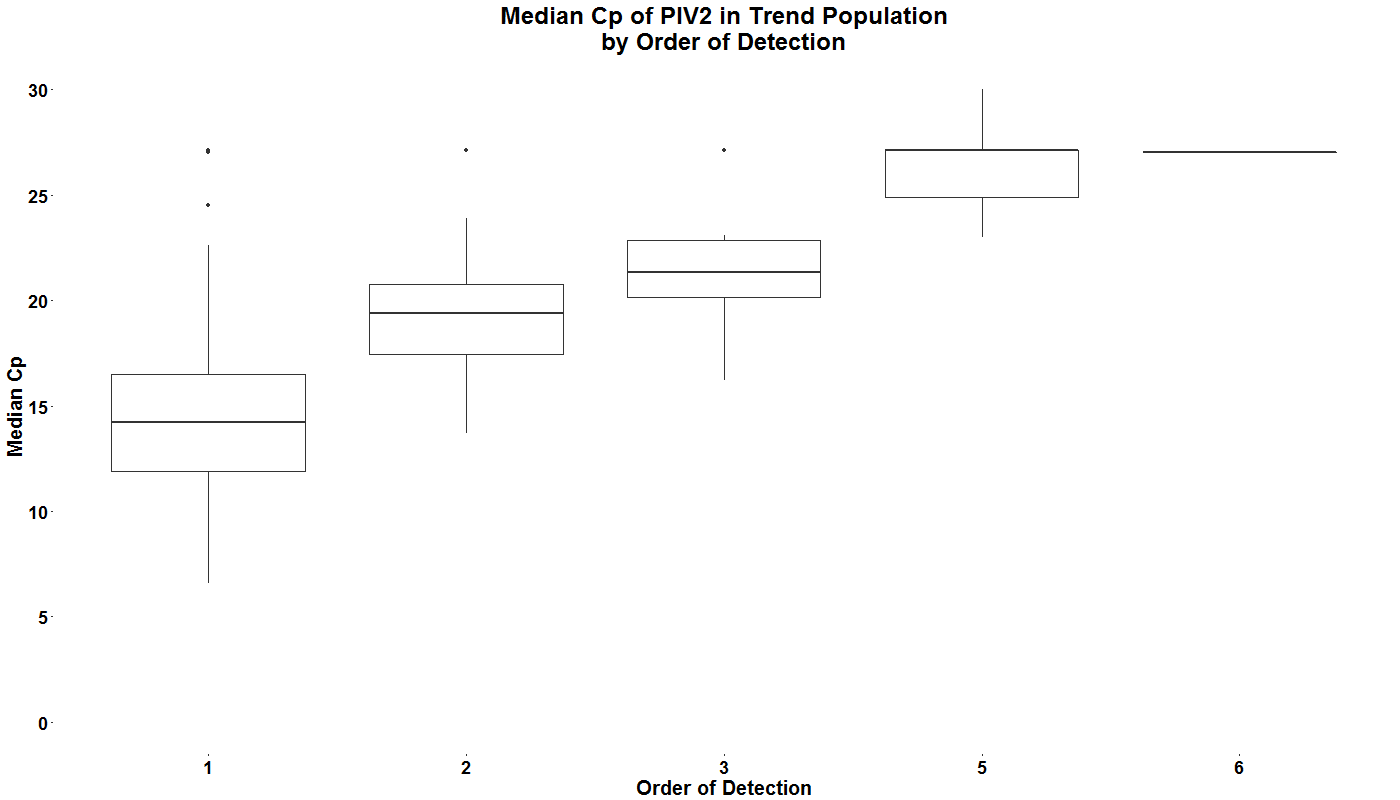 Median Cp of PIV2 in Trend Population
by Order of Detection
30
25
20
15
10
5
0
Median Cp
1 2 3 5 6
Order of Detection